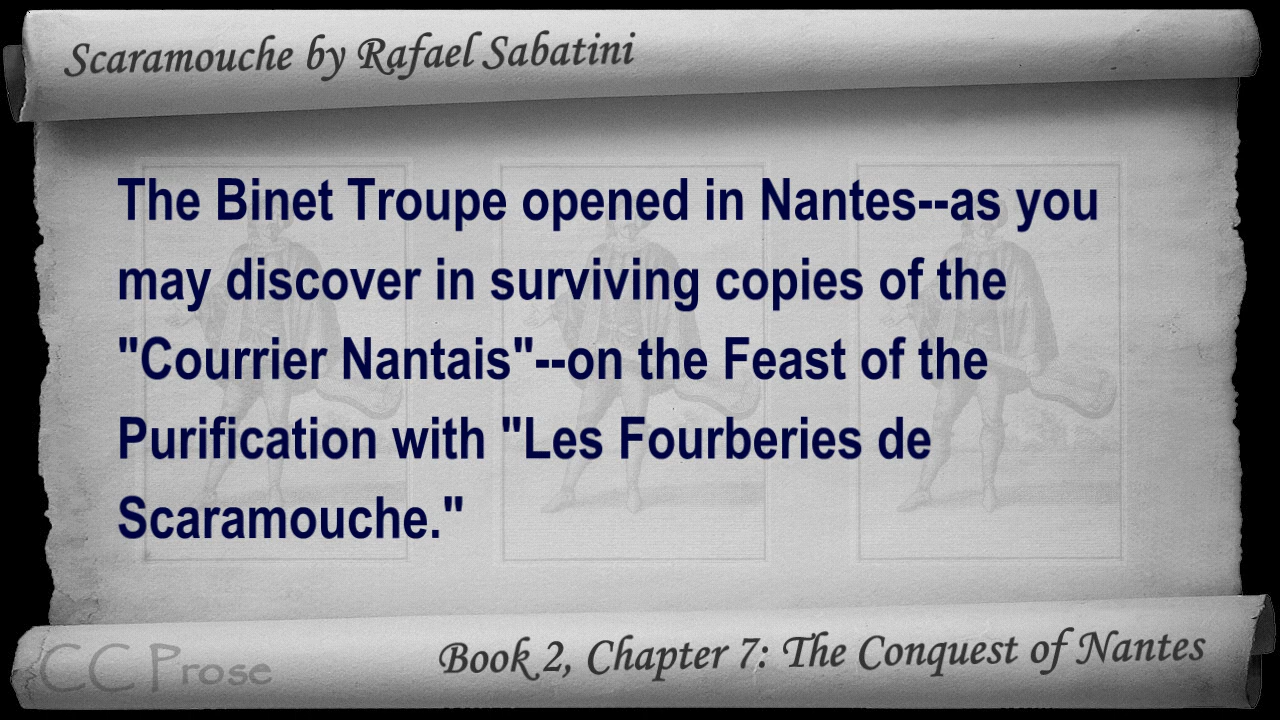 Scaramouche by Rafael Sabatini
The Binet Troupe opened in Nantes--as you
may discover in surviving copies of the
"Courrier Nantais"--on the Feast of the
Purification with "Les Fourberies de
Scaramouche."
CC Prose
Book 2, Chapter 7: The Conquest of Nantes